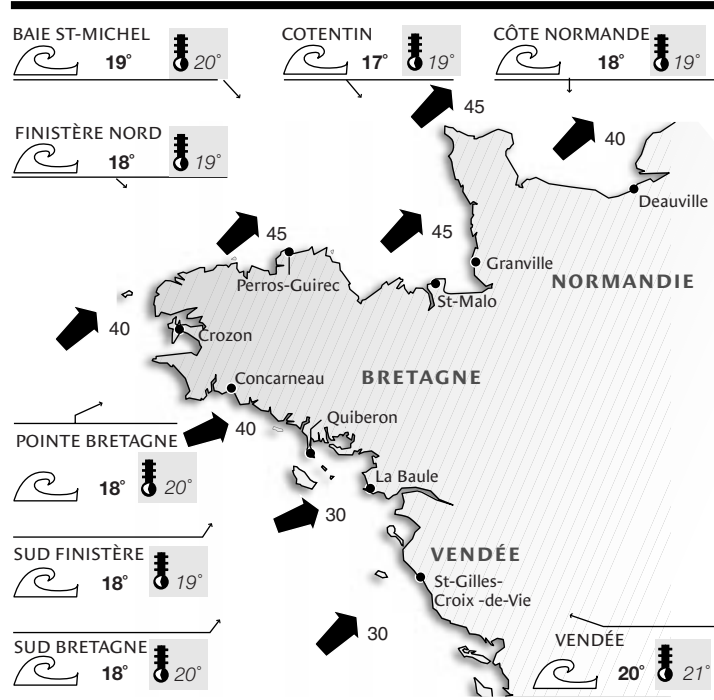 BAIE ST-MICHEL
19° 20°
COTENTIN
17° 19°
CÔTE NORMANDE
18° 19°
FINISTÈRE NORD
18° 19°
45
40
Deauville
45
45
Granville
Perros-Guirec
St-Malo
NORMANDIE
40
Crozon
BRETAGNE
Concarneau
40
Quiberon
POINTE BRETAGNE
18° 20°
La Baule
30
SUD FINISTÈRE
18° 19°
VENDÉE
St-Gilles-
Croix -de-Vie
30
SUD BRETAGNE
18° 20°
VENDÉE
20° 21°